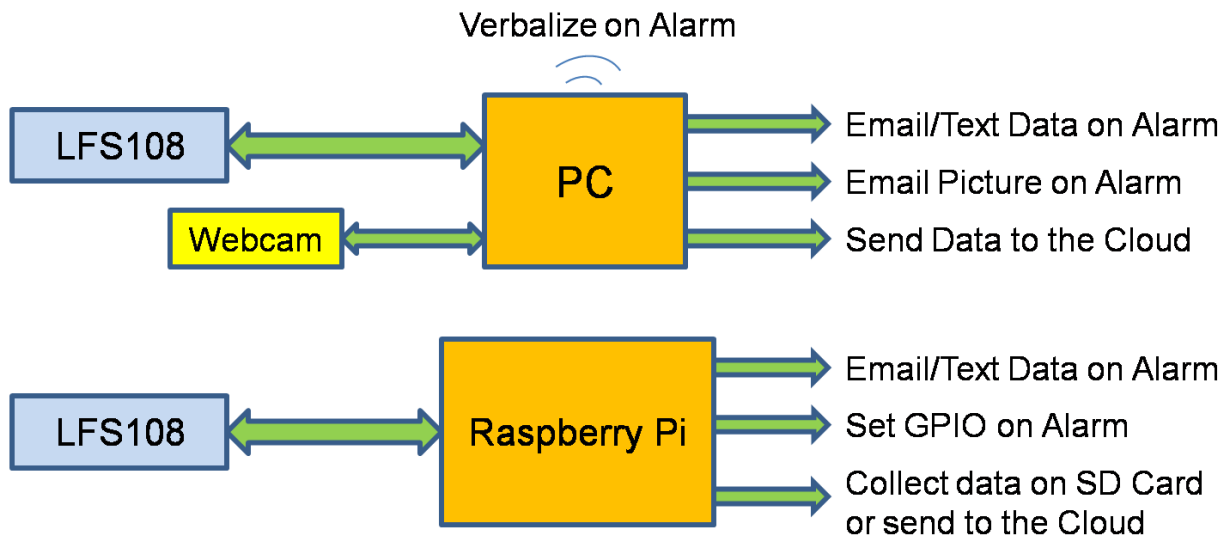 Verbalize on Alarm
LFS108
PC
Webcam
Email/Text Data on Alarm
Email Picture on Alarm
Send Data to the Cloud
LFS108
Raspberry Pi
Email/Text Data on Alarm
Set GPIO on Alarm
Collect data on SD Card
or send to the Cloud